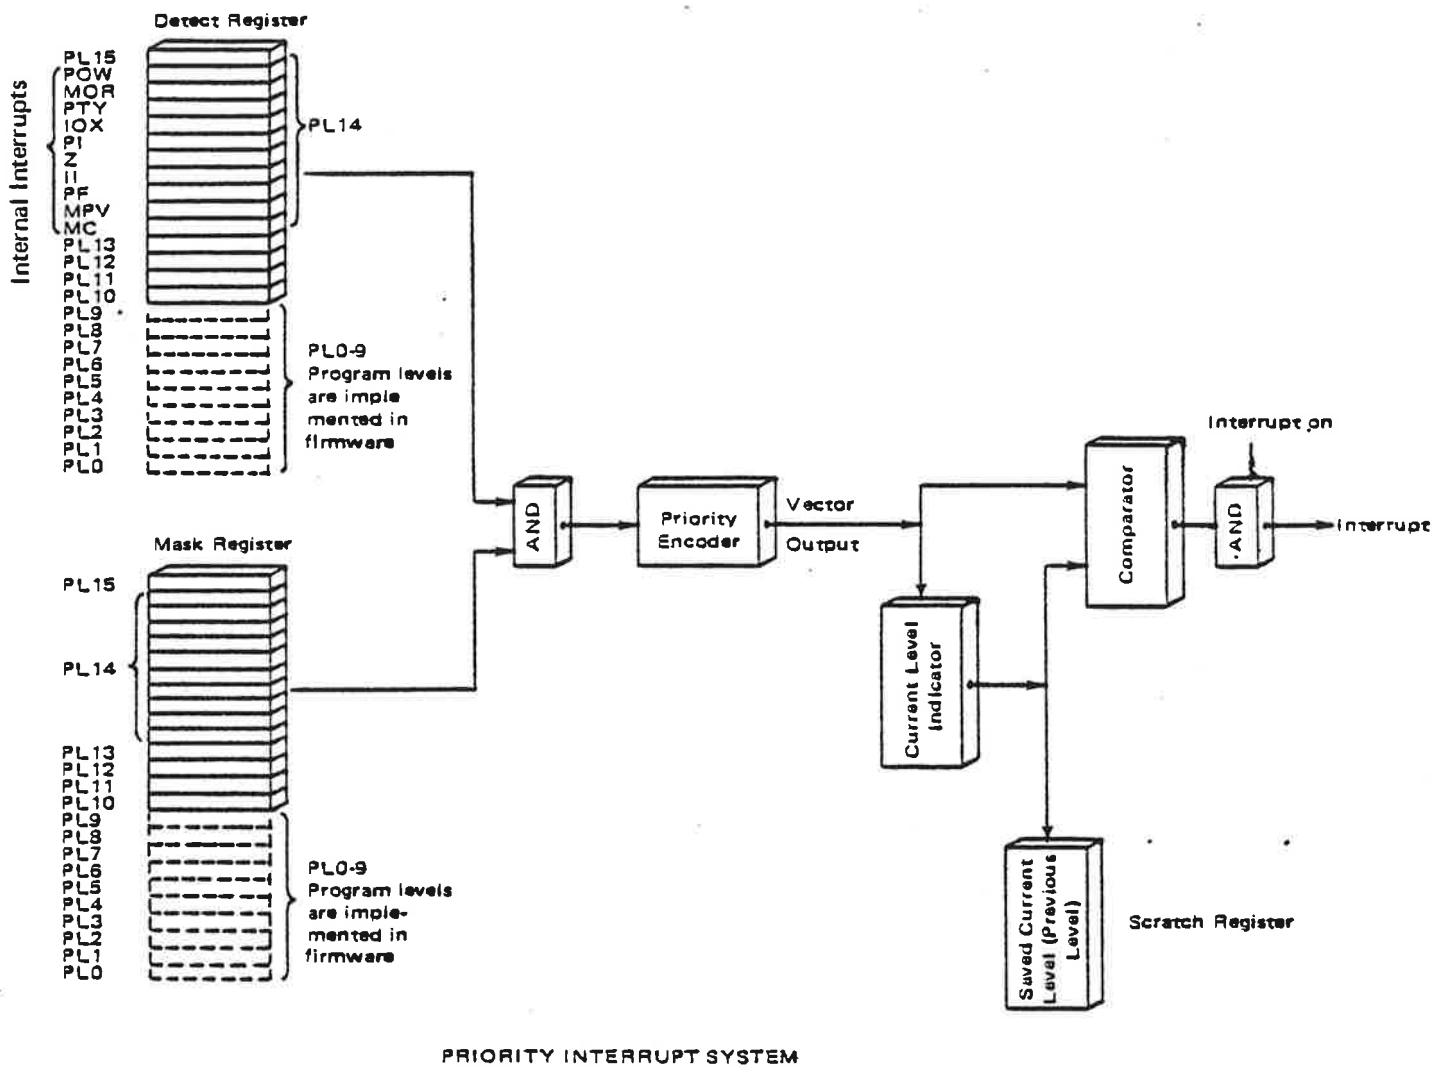 Detect Register
Internal Interrupts
PL15
POW
MOR
PTY
IOX
PI
Z
II
PF
MPV
MC
PL13
PL12
PL11
PL10
PL9
PL8
PL7
PL6
PL5
PL4
PL3
PL2
PL1
PL0
PL14
PL0-9
Program levels
are imple
mented in
firmware
Mask Register
PL15
PL14
PL13
PL12
PL11
PL10
PL9
PL8
PL7
PL6
PL5
PL4
PL3
PL2
PL1
PL0
PL0-9
Program levels
are imple-
mented in
firmware
AND
Priority
Encoder
Vector
Output
Current Level
Indicator
Comparator
Interrupt on
AND
Interrupt
Saved Current
Level (Previous
Level)
Scratch Register
PRIORITY INTERRUPT SYSTEM